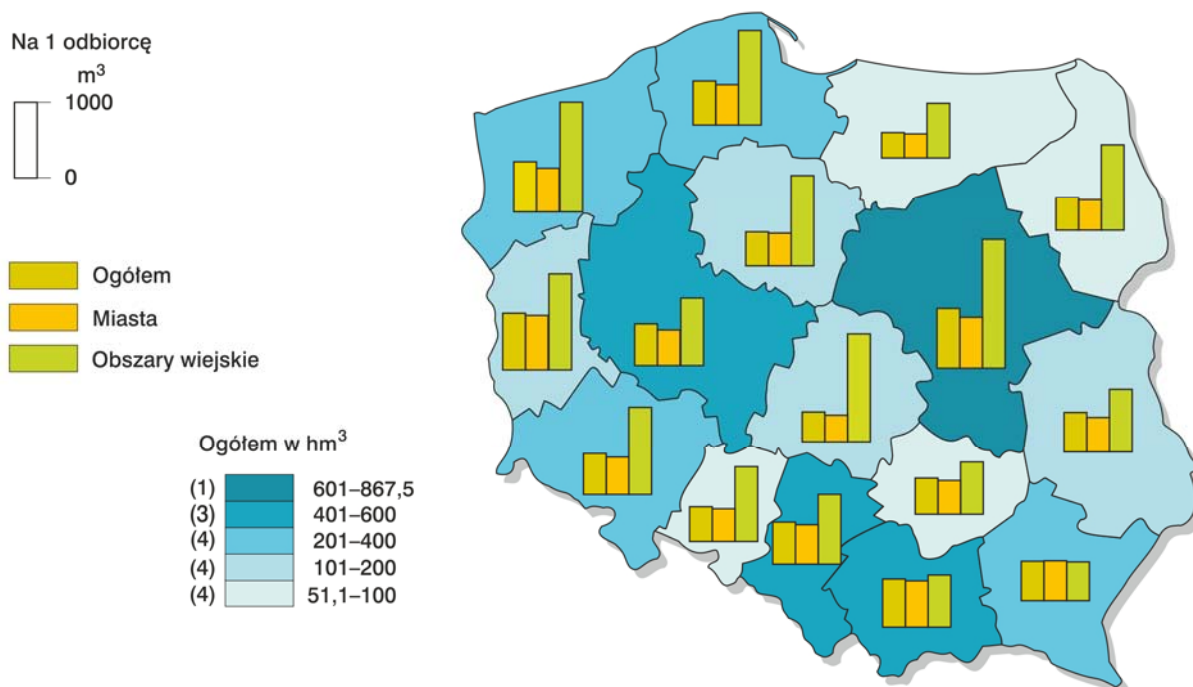 Na 1 odbiorcę
m³
1000
0
Ogółem
Miasta
Obszary wiejskie
Ogółem w hm³
(1) 601–867,5
(3) 401–600
(4) 201–400
(4) 101–200
(4) 51,1–100